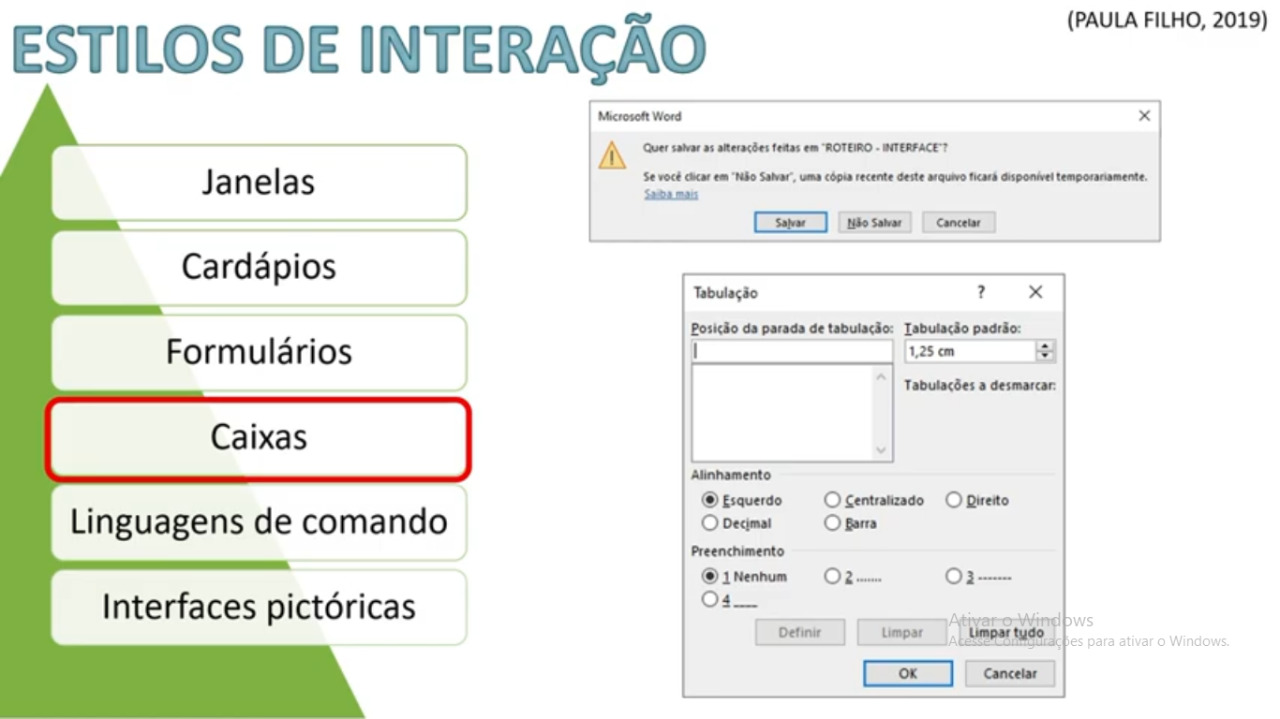 (PAULA FILHO, 2019)
ESTILOS DE INTERAÇÃO
Janelas
Cardápios
Formulários
Caixas
Linguagens de comando
Interfaces pictóricas
Microsoft Word
Quer salvar as alterações feitas em "ROTEIRO - INTERFACE"?
Se você clicar em "Não Salvar", uma cópia recente deste arquivo ficará disponível temporariamente.
Saiba mais
Salvar Não Salvar Cancelar
Tabulação ?
Posição da parada de tabulação: Tabulação padrão:
1,25 cm
Tabulações a desmarcar:
Alinhamento
Esquerdo Centralizado Direito
Decimal Barra
Preenchimento
1 Nenhum 2 ....... 3 -------
4 ____
Definir Limpar Limpar tudo
OK Cancelar
Ativar o Windows
Acesse Configurações para ativar o Windows.